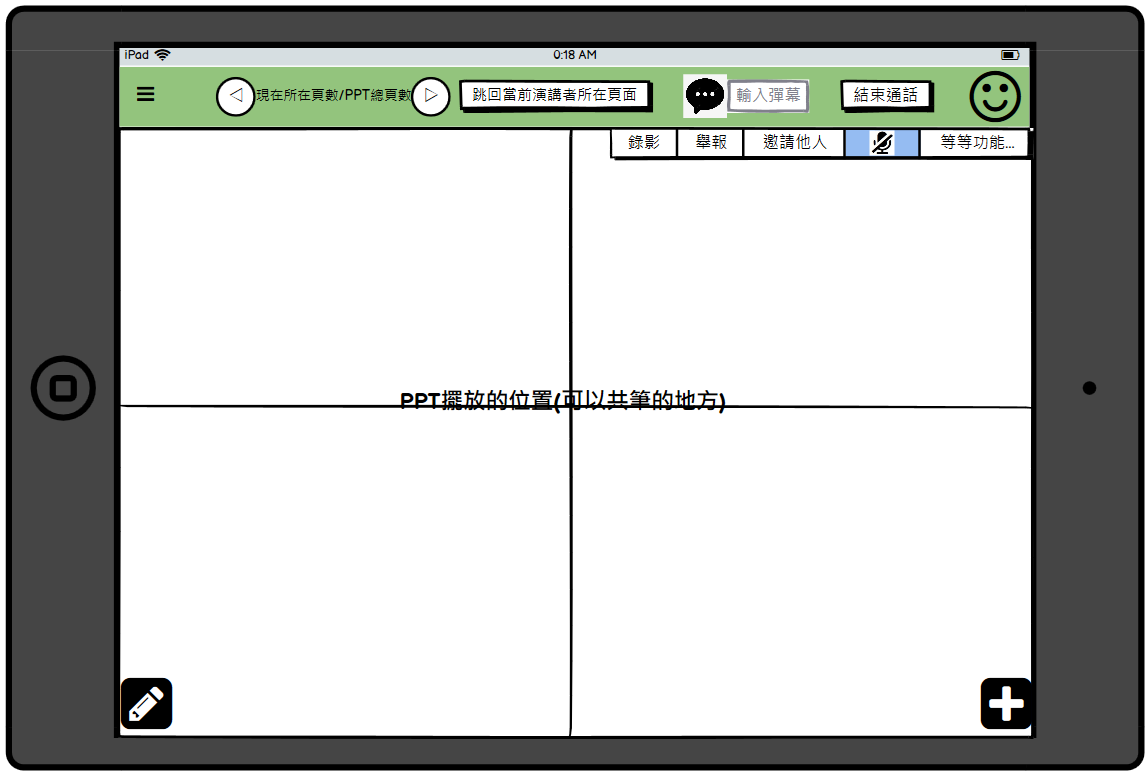 iPad
0:18 AM
現在所在頁數/PPT總頁數
跳回當前演講者所在頁面
輸入彈幕
結束通話
錄影
舉報
邀請他人
等等功能...
PPT擺放的位置(可以共筆的地方)